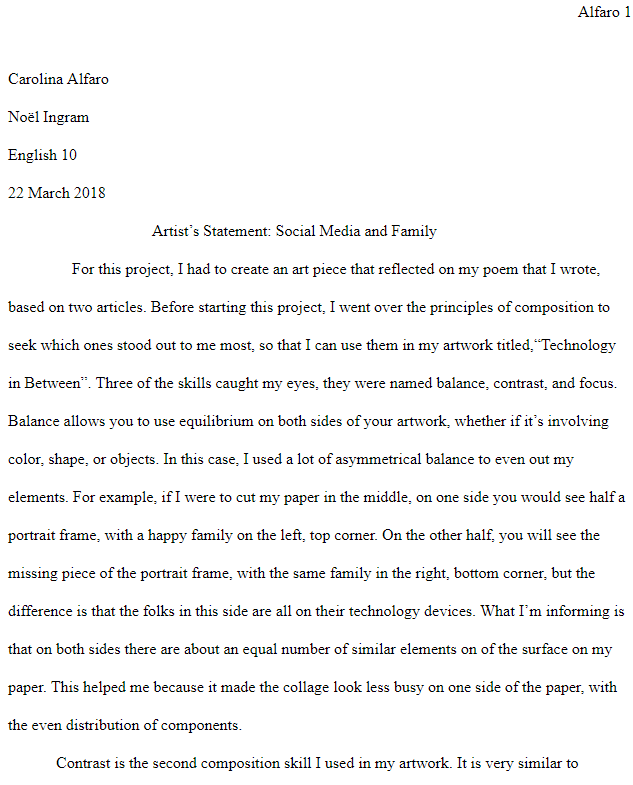 Alfaro 1
Carolina Alfaro
Noël Ingram
English 10
22 March 2018
Artist’s Statement: Social Media and Family
For this project, I had to create an art piece that reflected on my poem that I wrote,
based on two articles. Before starting this project, I went over the principles of composition to
seek which ones stood out to me most, so that I can use them in my artwork titled,“Technology
in Between”. Three of the skills caught my eyes, they were named balance, contrast, and focus.
Balance allows you to use equilibrium on both sides of your artwork, whether if it’s involving
color, shape, or objects. In this case, I used a lot of asymmetrical balance to even out my
elements. For example, if I were to cut my paper in the middle, on one side you would see half a
portrait frame, with a happy family on the left, top corner. On the other half, you will see the
missing piece of the portrait frame, with the same family in the right, bottom corner, but the
difference is that the folks in this side are all on their technology devices. What I’m informing is
that on both sides there are about an equal number of similar elements on of the surface on my
paper. This helped me because it made the collage look less busy on one side of the paper, with
the even distribution of components.
Contrast is the second composition skill I used in my artwork. It is very similar to